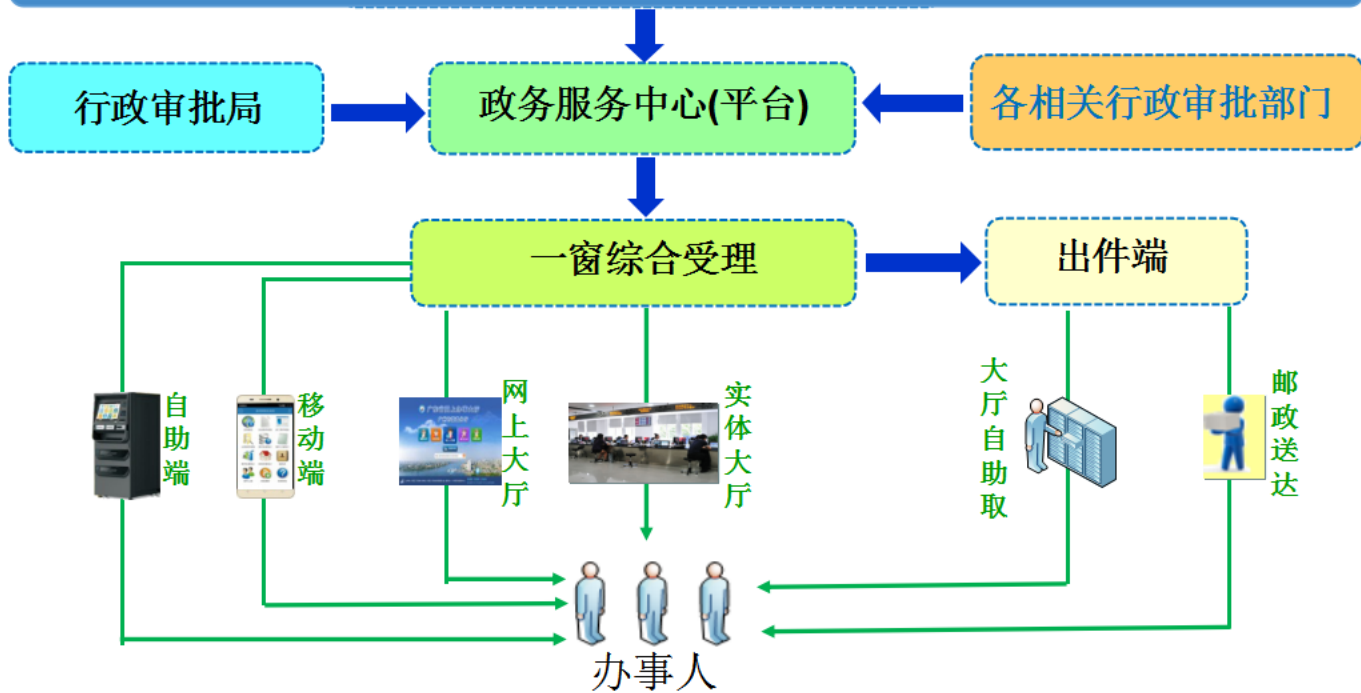 行政审批局
政务服务中心(平台)
各相关行政审批部门
一窗综合受理
出件端
自助端
移动端
网上大厅
实体大厅
大厅自助取
邮政送达
办事人